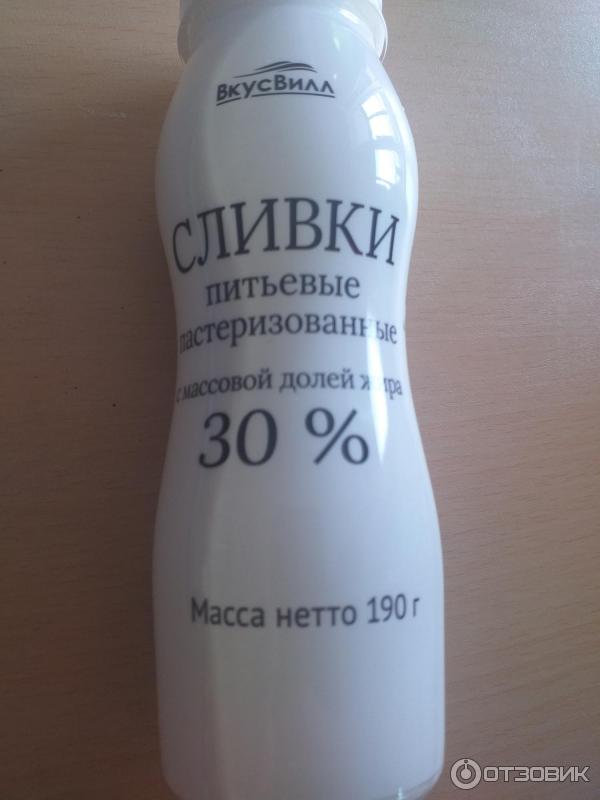 ВкусВилл
СЛИВКИ
питьевые
пастеризованные
с массовой долей жира
30 %
Масса нетто 190 г
ОТЗОВИК